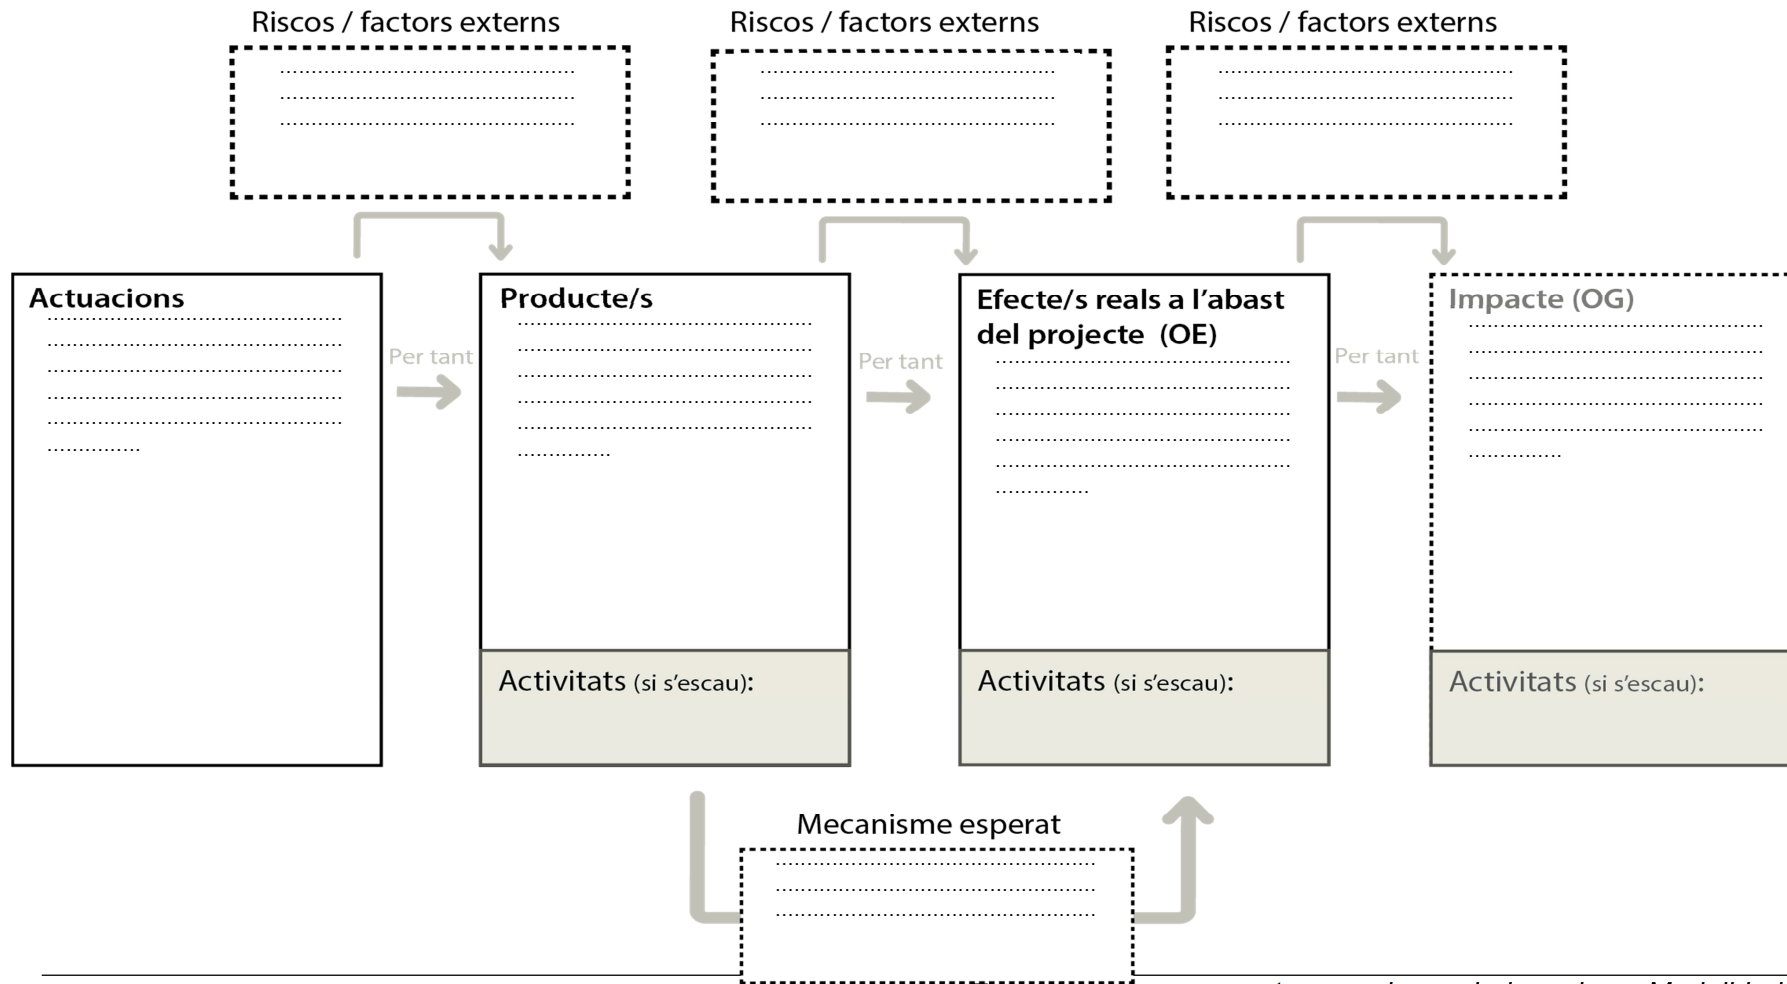 Riscos / factors externs
Riscos / factors externs
Riscos / factors externs
Actuacions
Per tant
Producte/s
Activitats (si s’escau):
Per tant
Efecte/s reals a l’abast
del projecte (OE)
Activitats (si s’escau):
Per tant
Impacte (OG)
Activitats (si s’escau):
Mecanisme esperat